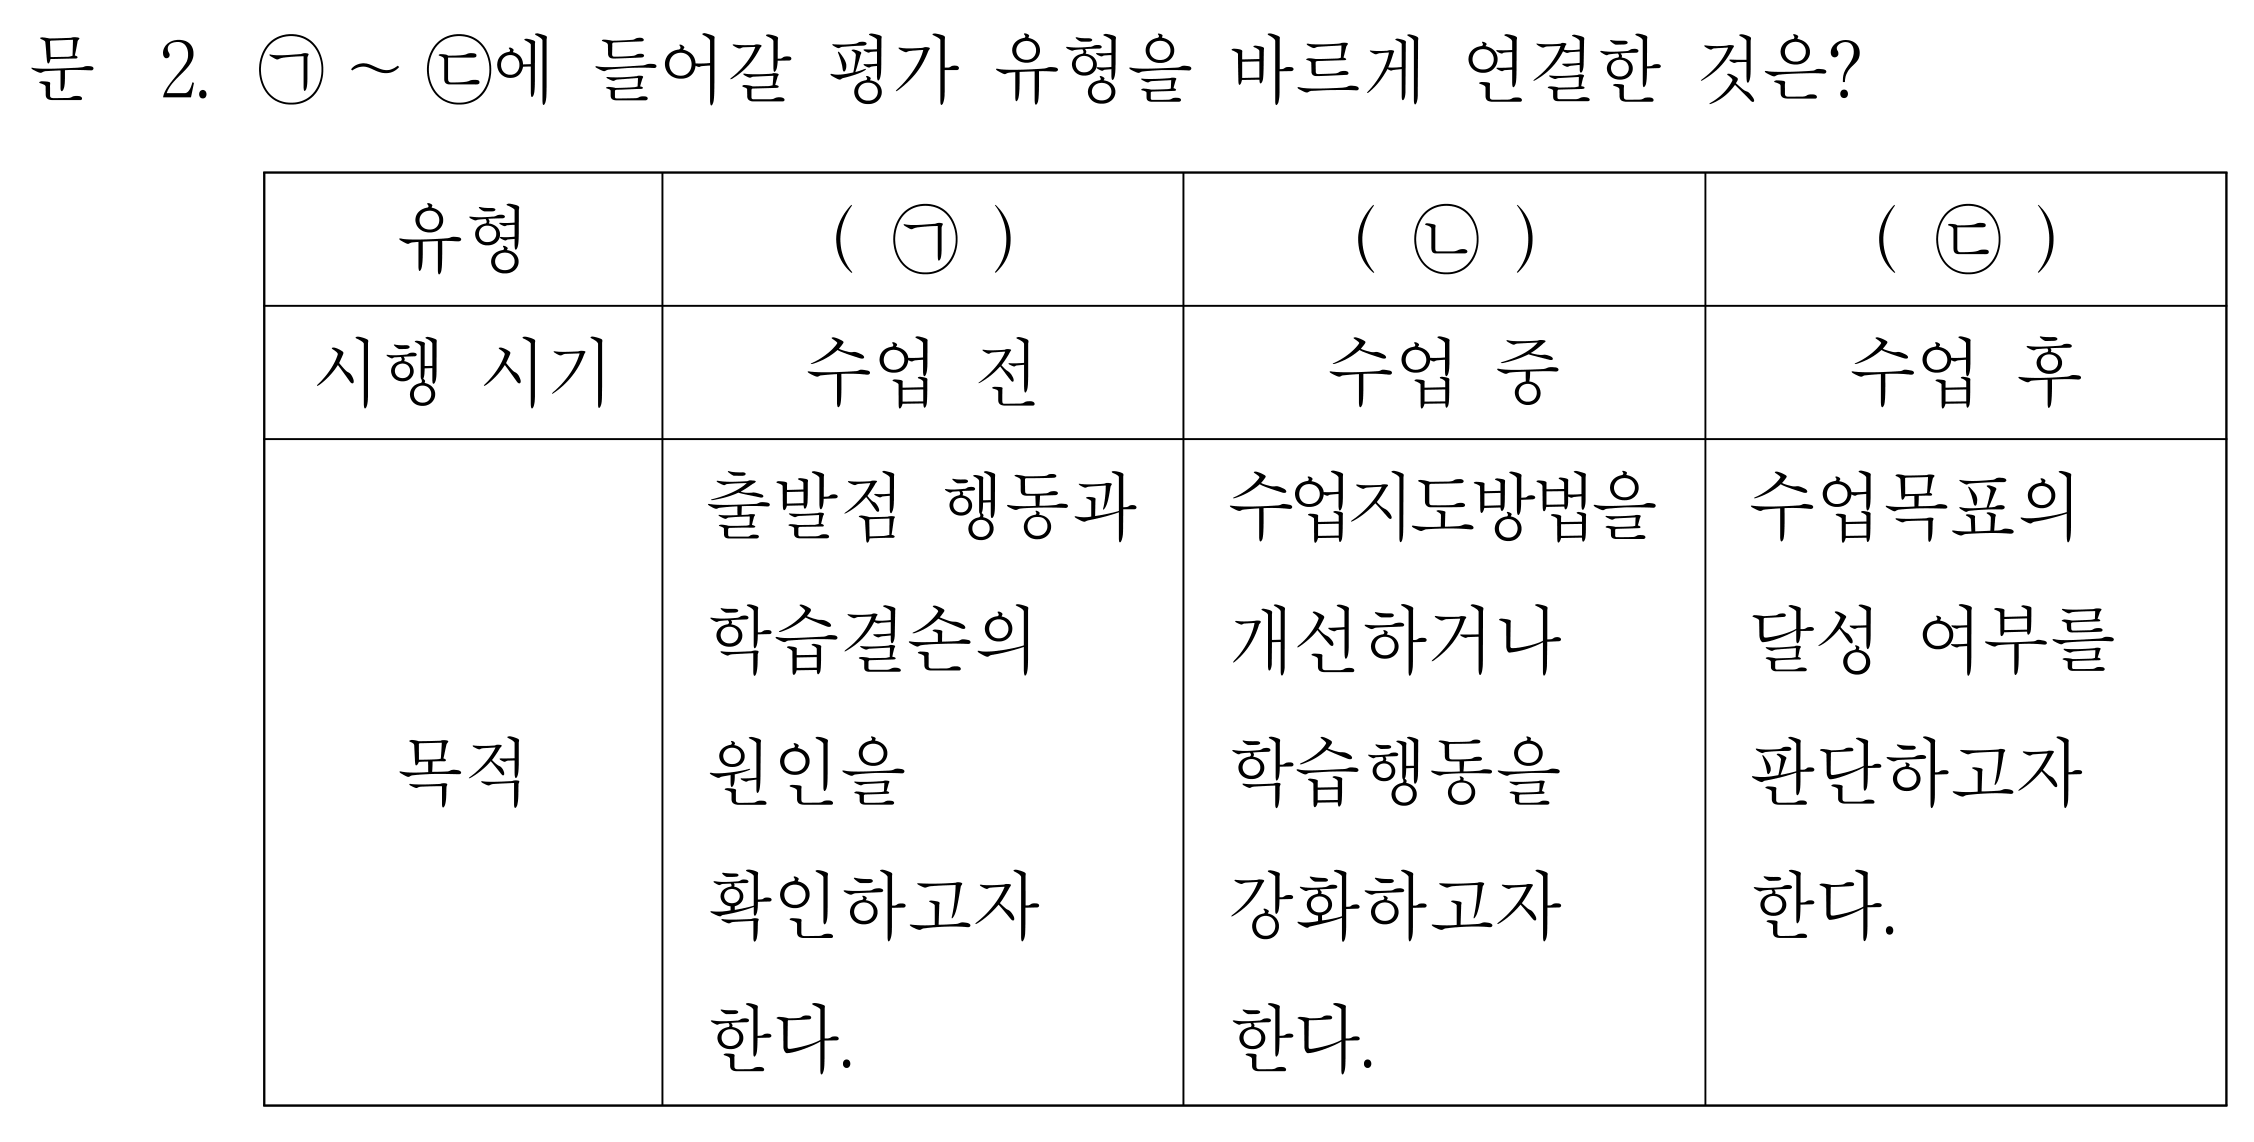 문 2. ㉠ ~ ㉢에 들어갈 평가 유형을 바르게 연결한 것은?
유형 ( ㉠ ) ( ㉡ ) ( ㉢ )
시행 시기 수업 전 수업 중 수업 후
목적
출발점 행동과
학습결손의
원인을
확인하고자
한다.
수업지도방법을
개선하거나
학습행동을
강화하고자
한다.
수업목표의
달성 여부를
판단하고자
한다.